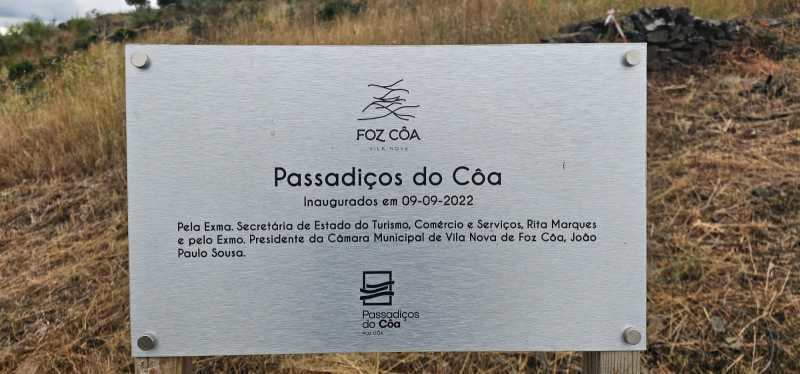 FOZ CÔA
VILA NOVA
Passadiços do Côa
Inaugurados em 09-09-2022
Pela Exma. Secretária de Estado do Turismo, Comércio e Serviços, Rita Marques
e pelo Exmo. Presidente da Câmara Municipal de Vila Nova de Foz Côa, João
Paulo Sousa.
Passadiços
do Côa
FOZ CÔA